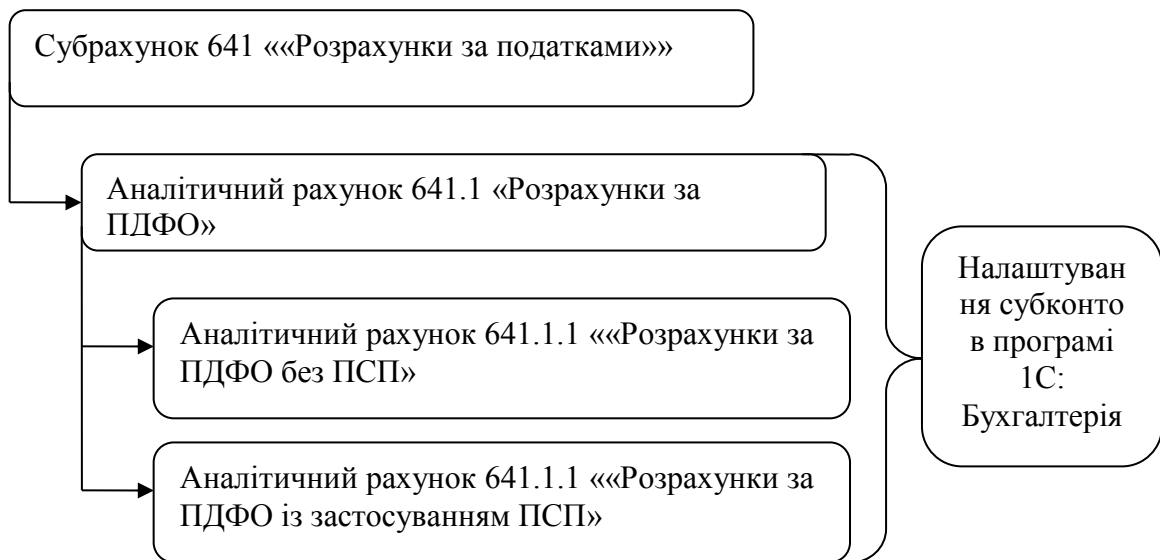 Субрахунок 641 ««Розрахунки за податками»»
Аналітичний рахунок 641.1 «Розрахунки за
ПДФО»
Аналітичний рахунок 641.1.1 ««Розрахунки за
ПДФО без ПСП»
Аналітичний рахунок 641.1.1 ««Розрахунки за
ПДФО із застосуванням ПСП»
Налаштуван
ня субконто
в програмі
1С:
Бухгалтерія